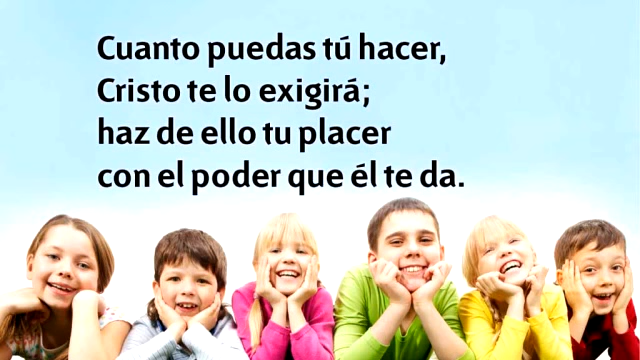 Cuanto puedas tú hacer,
Cristo te lo exigirá;
haz de ello tu placer
con el poder que él te da.